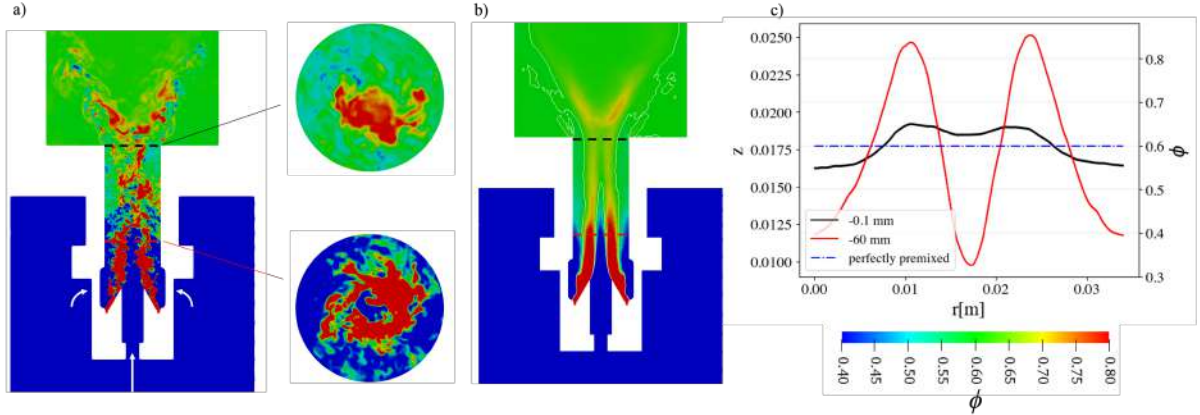 a)
b)
c)
0.0250
0.0225
0.0200
0.0175
0.0150
0.0125
0.0100
z
0.8
0.7
0.6
0.5
0.4
0.3
ϕ
-0.1 mm
-60 mm
perfectly premixed
0.00 0.01 0.02 0.03
r[m]
0.40 0.45 0.50 0.55 0.60 0.65 0.70 0.75 0.80
ϕ